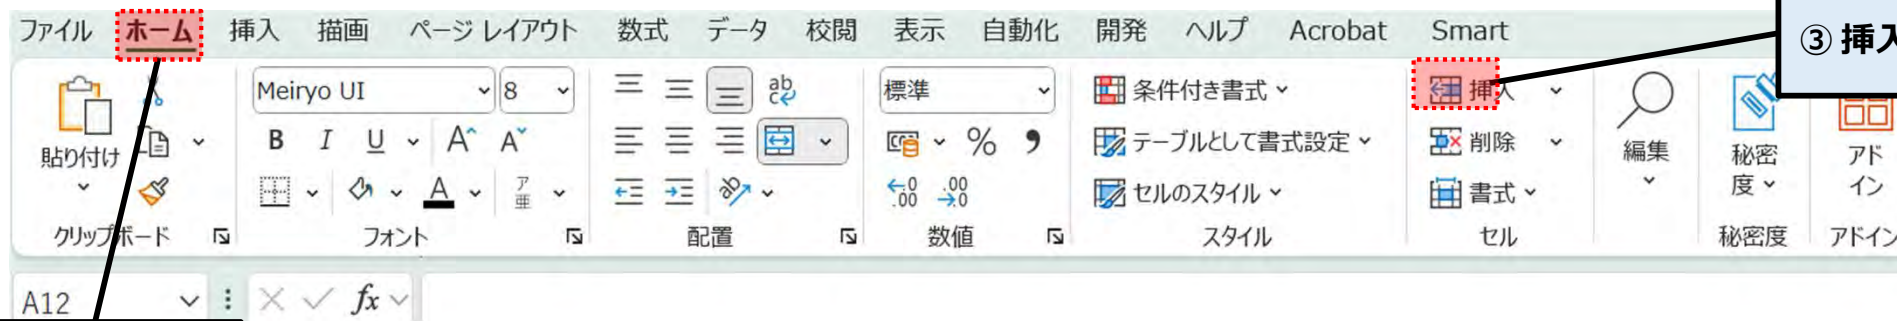 ファイル ホーム 挿入 描画 ページ レイアウト 数式 データ 校閲 表示 自動化 開発 ヘルプ Acrobat Smart
③ 挿入
貼り付け
クリップボード
Meiryo UI 8
B I U A A
A ア亜
フォント
ab
c
配置
標準
% 9
.00 .00
数値
条件付き書式
テーブルとして書式設定
セルのスタイル
スタイル
挿入
削除
書式
セル
編集
秘密
度
秘密度
アド
イン
アドイン
A12 fx